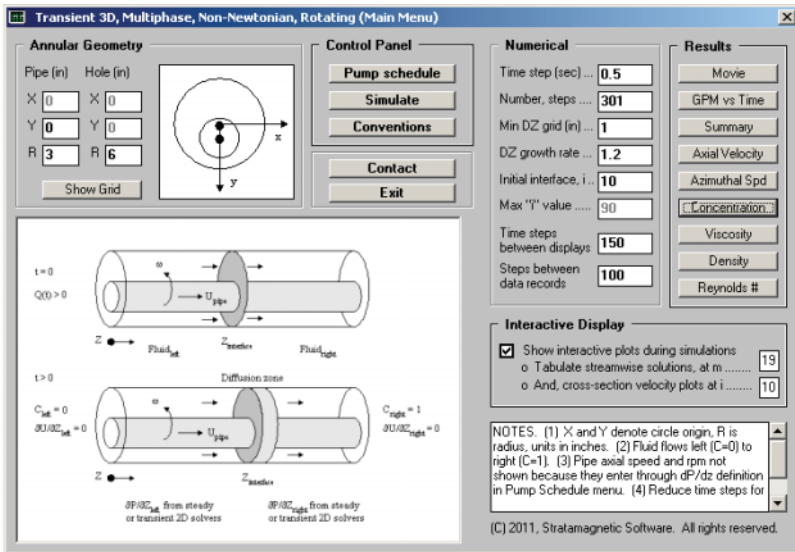 Transient 3D, Multiphase, Non-Newtonian, Rotating (Main Menu)
Annular Geometry
Pipe (in) Hole (in)
X 0 X 0
Y 0 Y 0
R 3 R 6
Show Grid
x
y
Control Panel
Pump schedule
Simulate
Conventions
Contact
Exit
Numerical
Time step (sec) ... 0.5
Number, steps .... 301
Min DZ grid (in) ... 1
DZ growth rate ... 1.2
Initial interface, i .. 10
Max "i" value ..... 90
Time steps
between displays 150
Steps between
data records 100
Results
Movie
GPM vs Time
Summary
Axial Velocity
Azimuthal Spd
Concentration
Viscosity
Density
Reynolds #
t = 0
Q(t) > 0
ω
U pipe
Z
Fluid left
Z interface
Fluid right
t > 0
Diffusion zone
C left = 0
∂U/∂Z left = 0
ω
U pipe
C right = 1
∂U/∂Z right = 0
Z
Z interface
∂P/∂Z left from steady
or transient 2D solvers
∂P/∂Z right from steady
or transient 2D solvers
Interactive Display
Show interactive plots during simulations
o Tabulate streamwise solutions, at m ........ 19
o And, cross-section velocity plots at i ........ 10
NOTES. (1) X and Y denote circle origin, R is
radius, units in inches. (2) Fluid flows left (C=0) to
right (C=1). (3) Pipe axial speed and rpm not
shown because they enter through dP/dz definition
in Pump Schedule menu. (4) Reduce time steps for
(C) 2011, Stratamagnetic Software. All rights reserved.